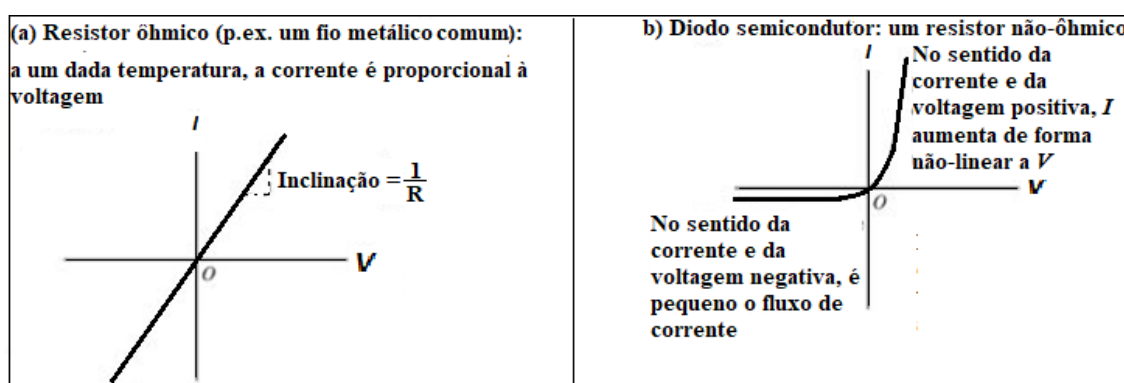 (a) Resistor ôhmico (p.ex. um fio metálico comum):
a um dada temperatura, a corrente é proporcional à
voltagem
I
Inclinação = 1/R
V
O
b) Diodo semicondutor: um resistor não-ôhmico
I
No sentido da
corrente e da
voltagem positiva, I
aumenta de forma
não-linear a V
V
O
No sentido da
corrente e da
voltagem negativa, é
pequeno o fluxo de
corrente